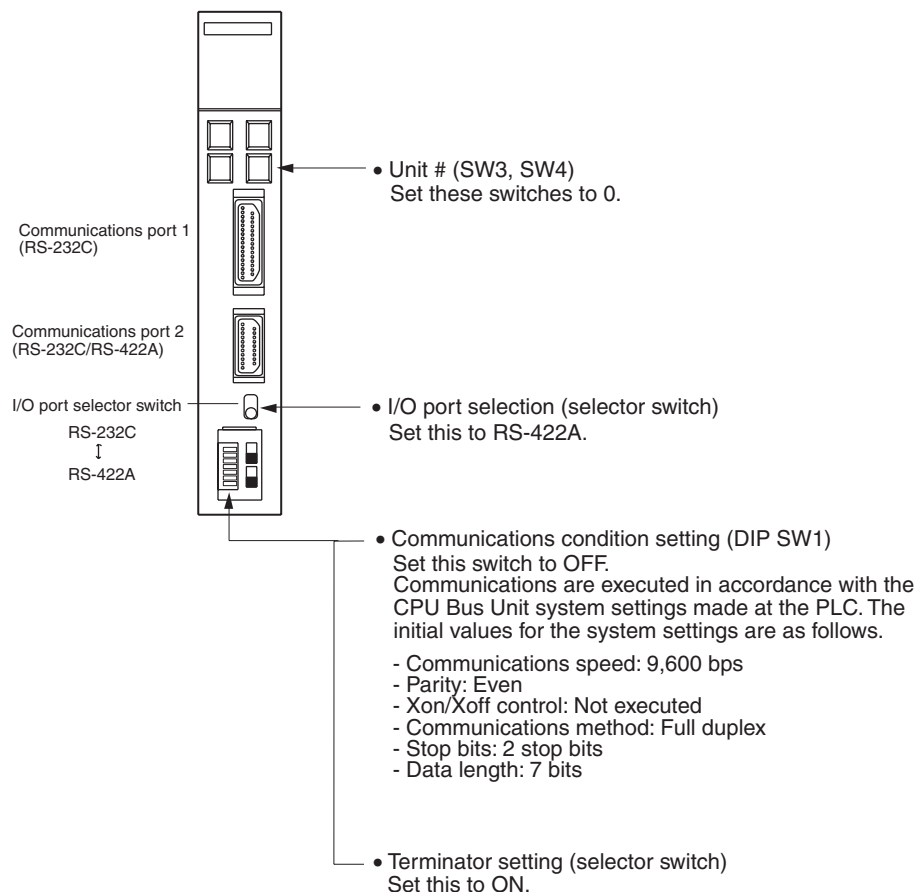 • Unit # (SW3, SW4)
Set these switches to 0.
Communications port 1
(RS-232C)
Communications port 2
(RS-232C/RS-422A)
I/O port selector switch
RS-232C
↕
RS-422A
• I/O port selection (selector switch)
Set this to RS-422A.
• Communications condition setting (DIP SW1)
Set this switch to OFF.
Communications are executed in accordance with the
CPU Bus Unit system settings made at the PLC. The
initial values for the system settings are as follows.
- Communications speed: 9,600 bps
- Parity: Even
- Xon/Xoff control: Not executed
- Communications method: Full duplex
- Stop bits: 2 stop bits
- Data length: 7 bits
• Terminator setting (selector switch)
Set this to ON.